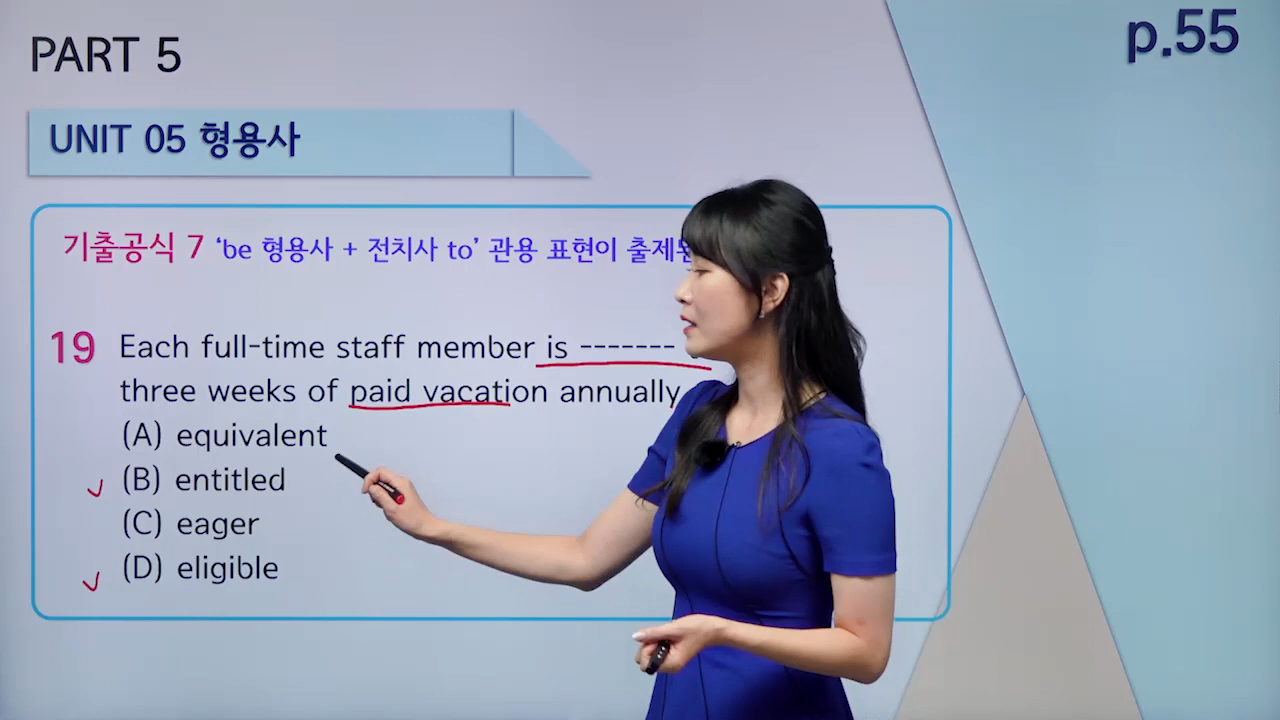 PART 5
p.55
UNIT 05 형용사
기출공식 7 ‘be 형용사 + 전치사 to’ 관용 표현이
19 Each full-time staff member is -------
three weeks of paid vacation annually
(A) equivalent
(B) entitled
(C) eager
(D) eligible